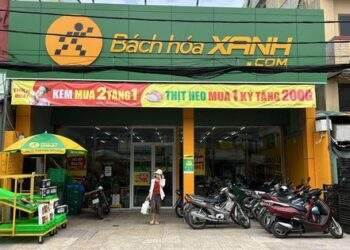 Bách hóa XANH
.COM
KEM MUA 2 TẶNG 1
THỊT HEO MUA 1 KÝ TẶNG 200G